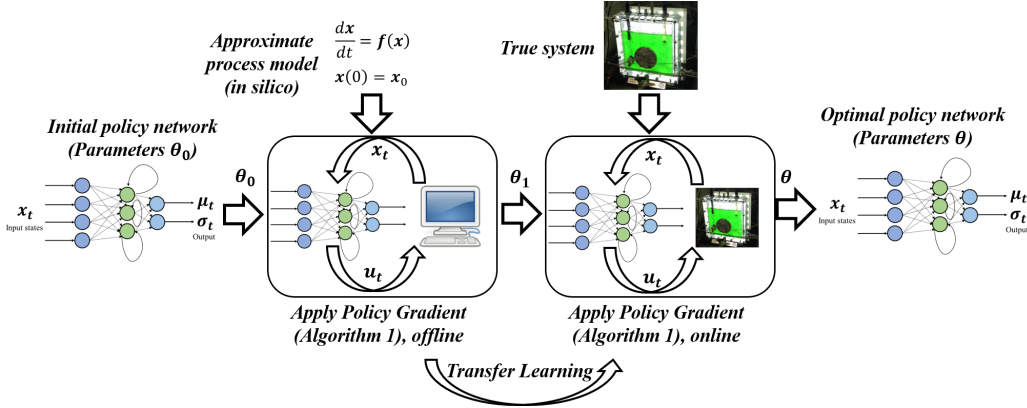 Approximate
process model
(in silico)
dx/dt = f(x)
x(0) = x₀
True system
Initial policy network
(Parameters θ₀)
Optimal policy network
(Parameters θ)
xₜ
Input states
μₜ
σₜ
Output
θ₀
xₜ
uₜ
θ₁
xₜ
uₜ
θ
xₜ
Input states
μₜ
σₜ
Output
Apply Policy Gradient
(Algorithm 1), offline
Apply Policy Gradient
(Algorithm 1), online
Transfer Learning